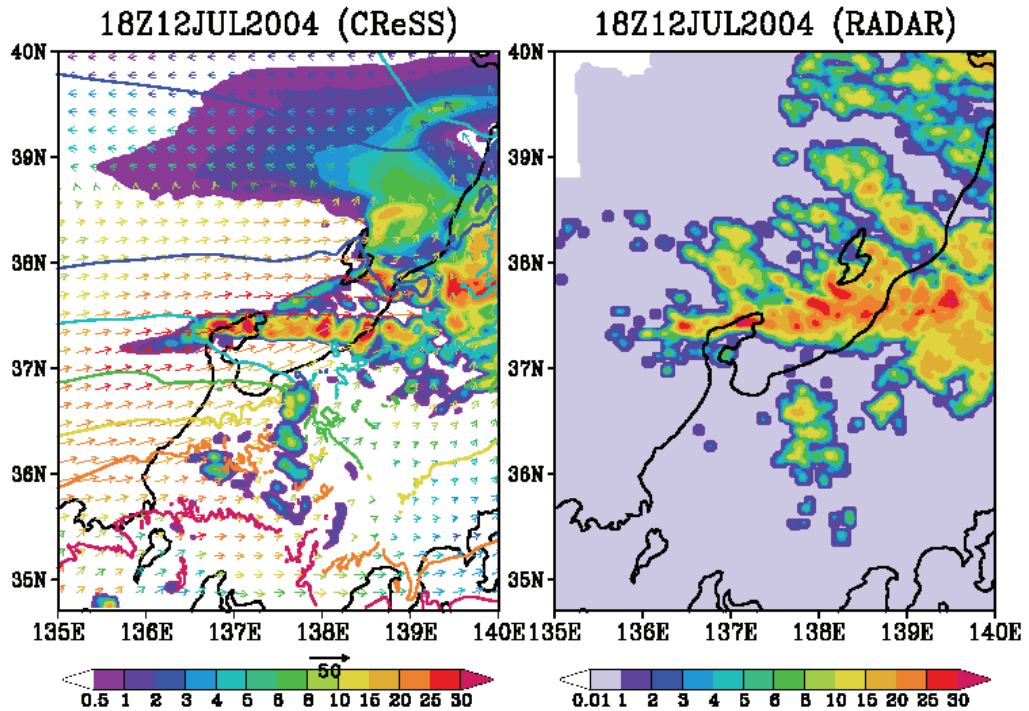 18Z12JUL2004 (CReSS)
18Z12JUL2004 (RADAR)
40N
39N
38N
37N
36N
35N
135E 136E 137E 138E 139E 140E
40N
39N
38N
37N
36N
35N
135E 136E 137E 138E 139E 140E
50
0.5 1 2 3 4 5 6 8 10 15 20 25 30
0.01 1 2 3 4 5 6 8 10 15 20 25 30